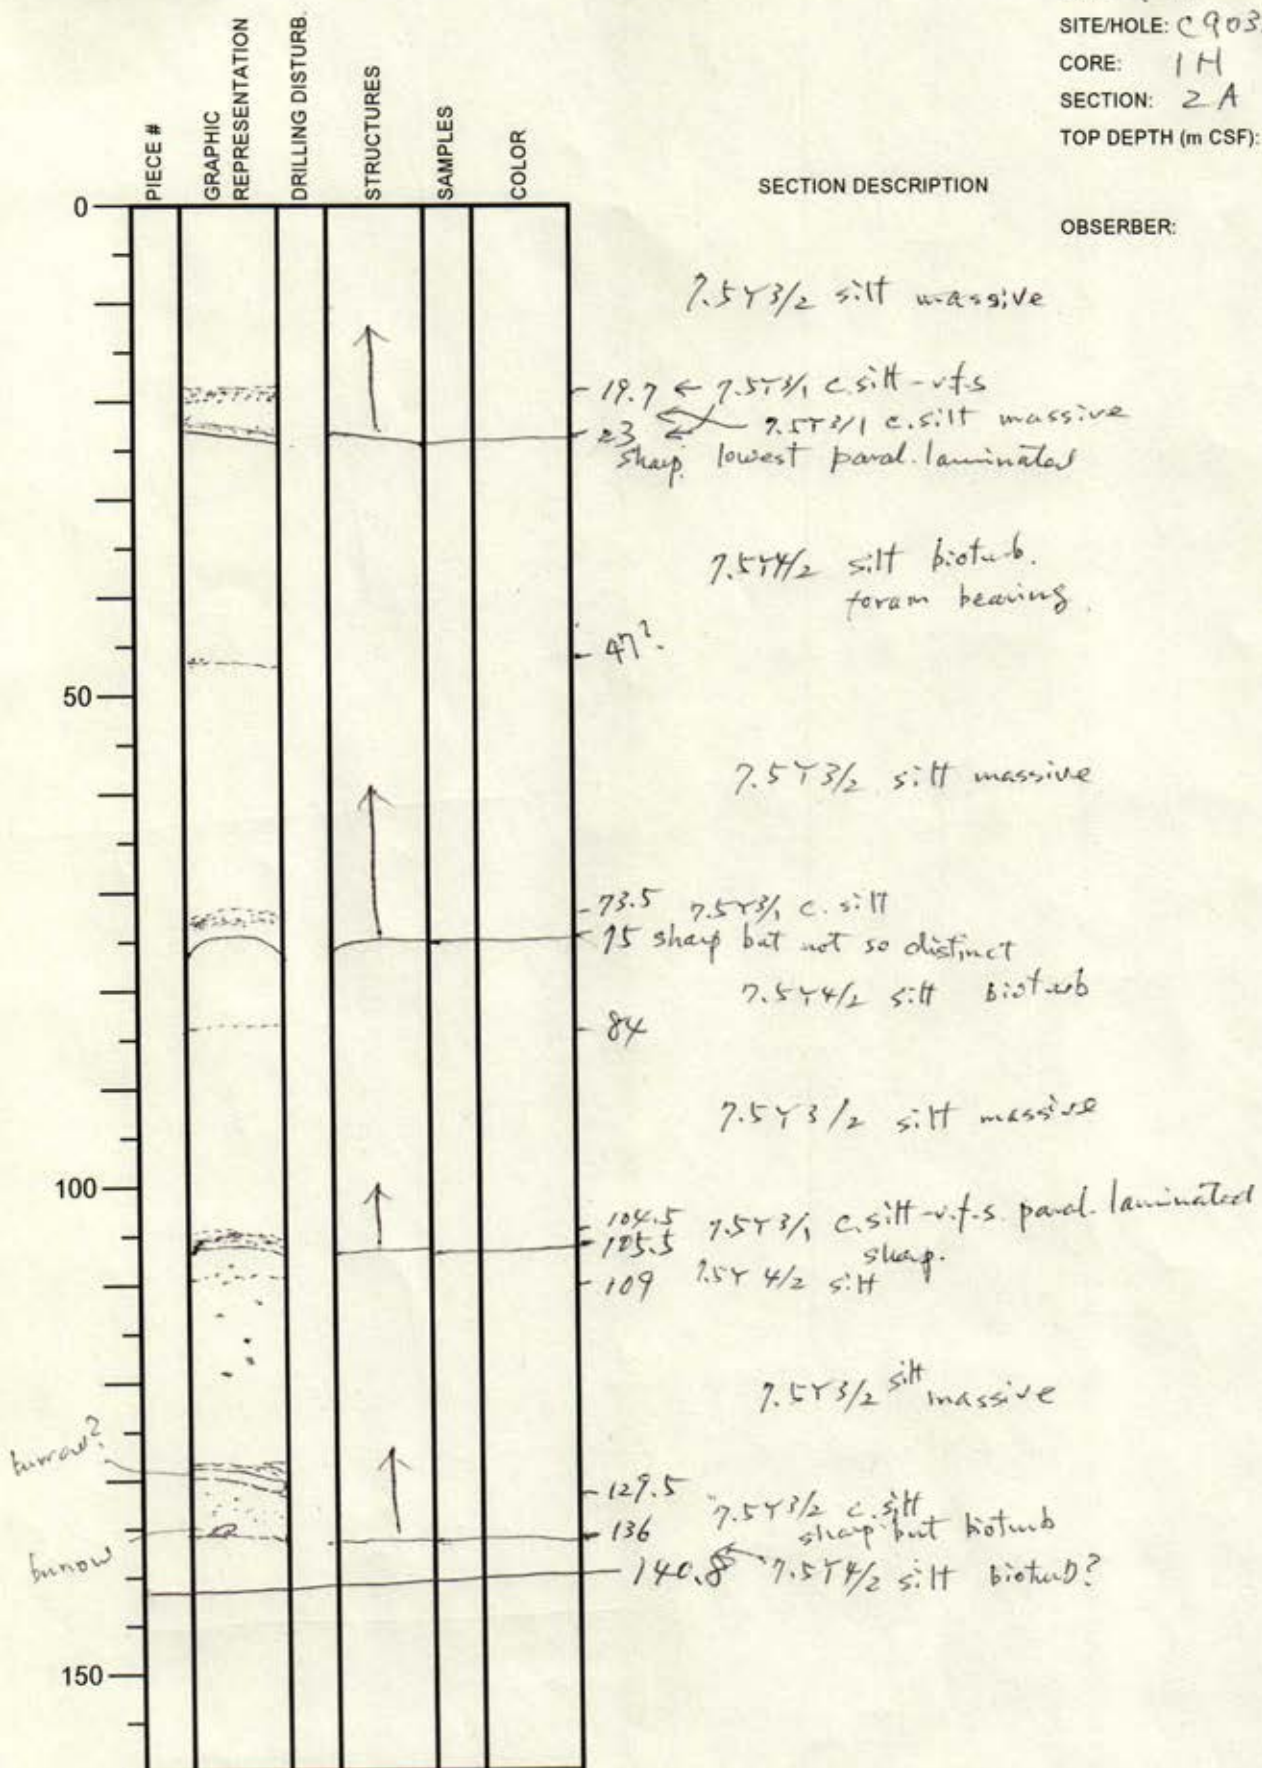 SITE/HOLE: C903
CORE: 1H
SECTION: 2A
TOP DEPTH (m CSF):
PIECE #
GRAPHIC
REPRESENTATION
DRILLING DISTURB.
STRUCTURES
SAMPLES
COLOR
SECTION DESCRIPTION
OBSERBER:
0
7.5Y3/2 silt massive
19.7 ← 7.5Y3/1 c.silt-v.f.s
23 7.5Y3/1 c.silt massive
sharp. lowest paral. laminated
7.5Y4/2 silt bioturb.
foram bearing
47?
50
7.5Y3/2 silt massive
73.5 7.5Y3/1 c.silt
75 sharp but not so distinct
7.5Y4/2 silt bioturb
84
7.5Y3/2 silt massive
100
104.5 7.5Y3/1 c.silt-v.f.s. paral. laminated
105.5 sharp.
109 7.5Y 4/2 silt
7.5Y3/2 silt massive
burrow?
129.5
7.5Y3/2 c.silt
136 sharp but bioturb
burrow
140.8 7.5Y4/2 silt bioturb?
150